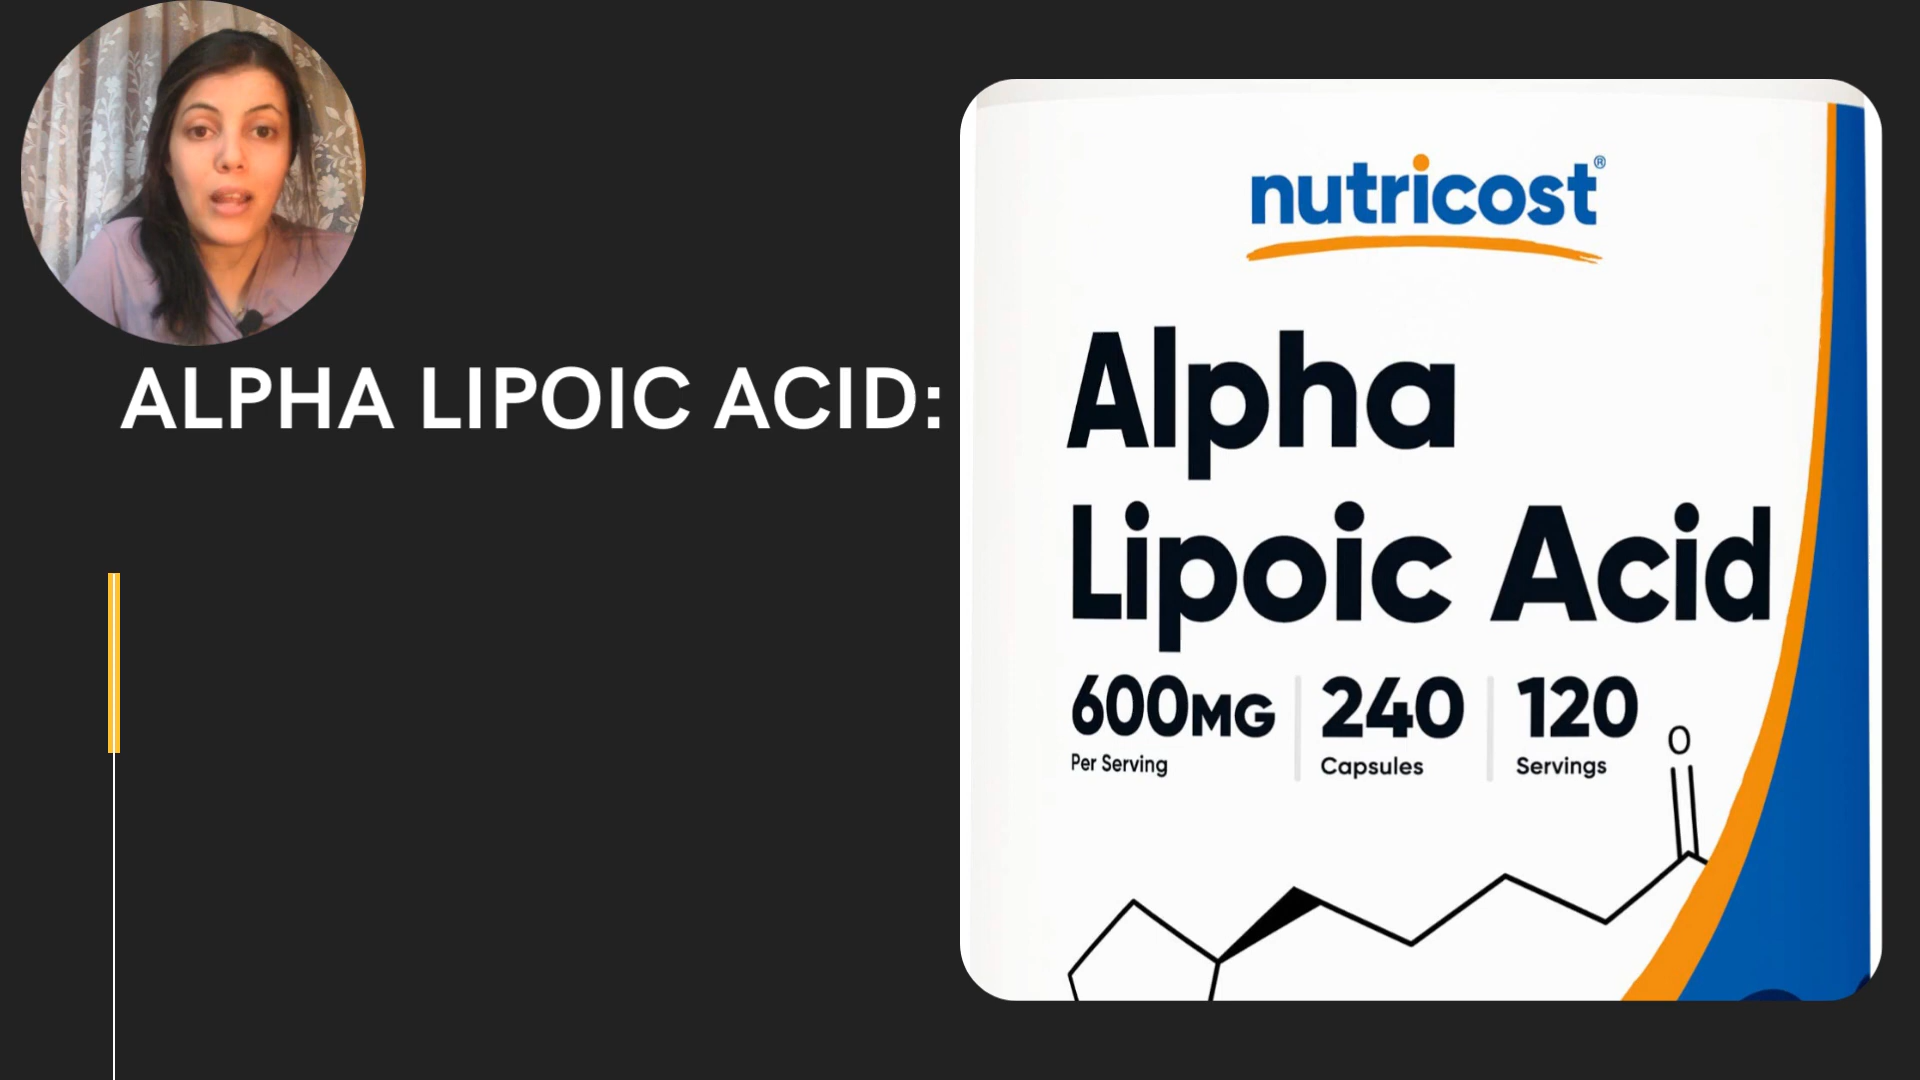 ALPHA LIPOIC ACID:
nutricost®
Alpha
Lipoic Acid
600MG 240 120
Per Serving Capsules Servings
O